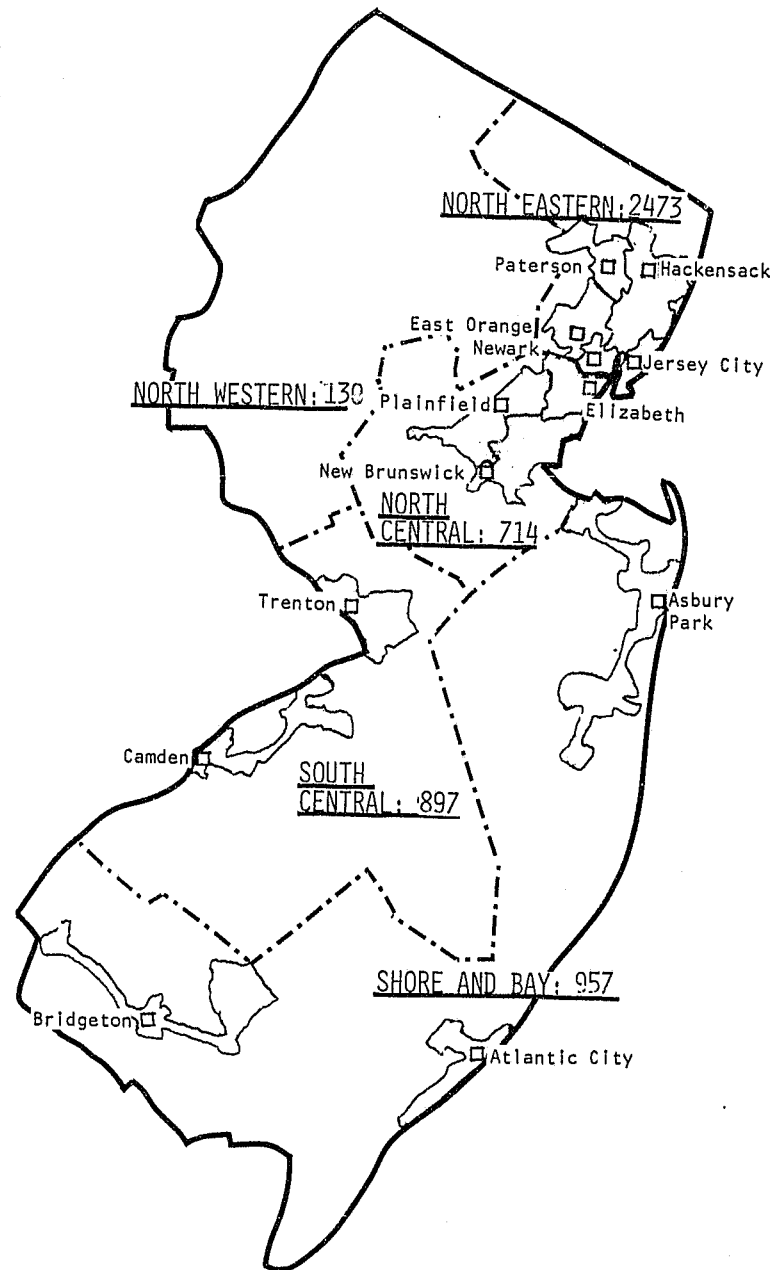 NORTH EASTERN: 2473
Paterson
Hackensack
East Orange
Newark
Jersey City
NORTH WESTERN: 130
Plainfield
Elizabeth
New Brunswick
NORTH
CENTRAL: 714
Trenton
Asbury
Park
Camden
SOUTH
CENTRAL: 897
SHORE AND BAY: 957
Bridgeton
Atlantic City